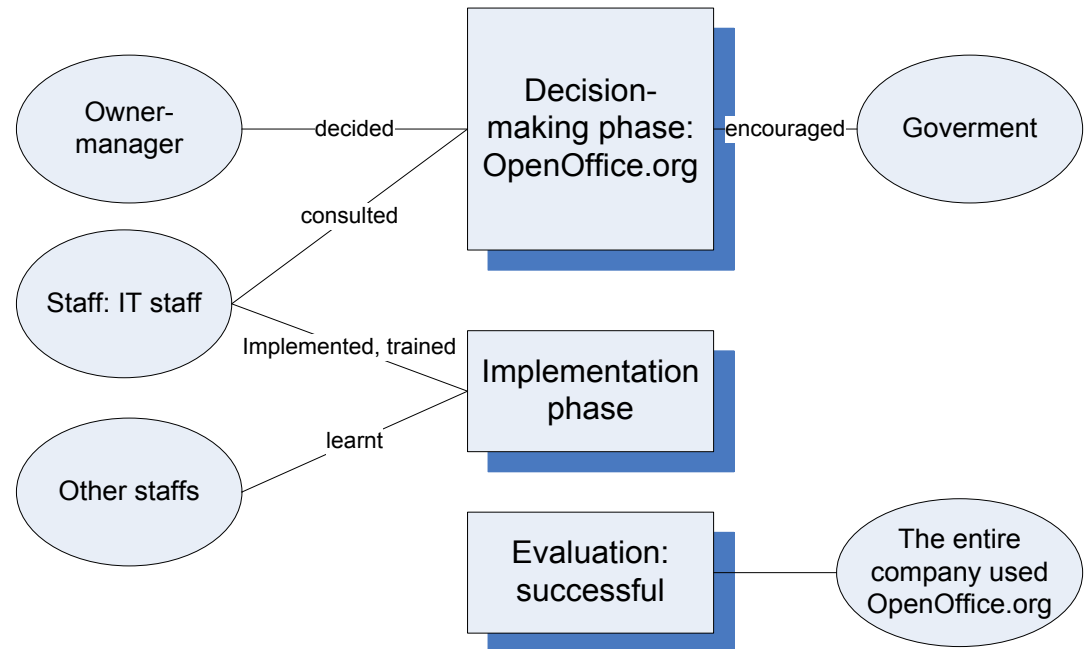 Owner-
manager
decided
Decision-
making phase:
OpenOffice.org
encouraged
Goverment
consulted
Staff: IT staff
Implemented, trained
Implementation
phase
learnt
Other staffs
Evaluation:
successful
The entire
company used
OpenOffice.org